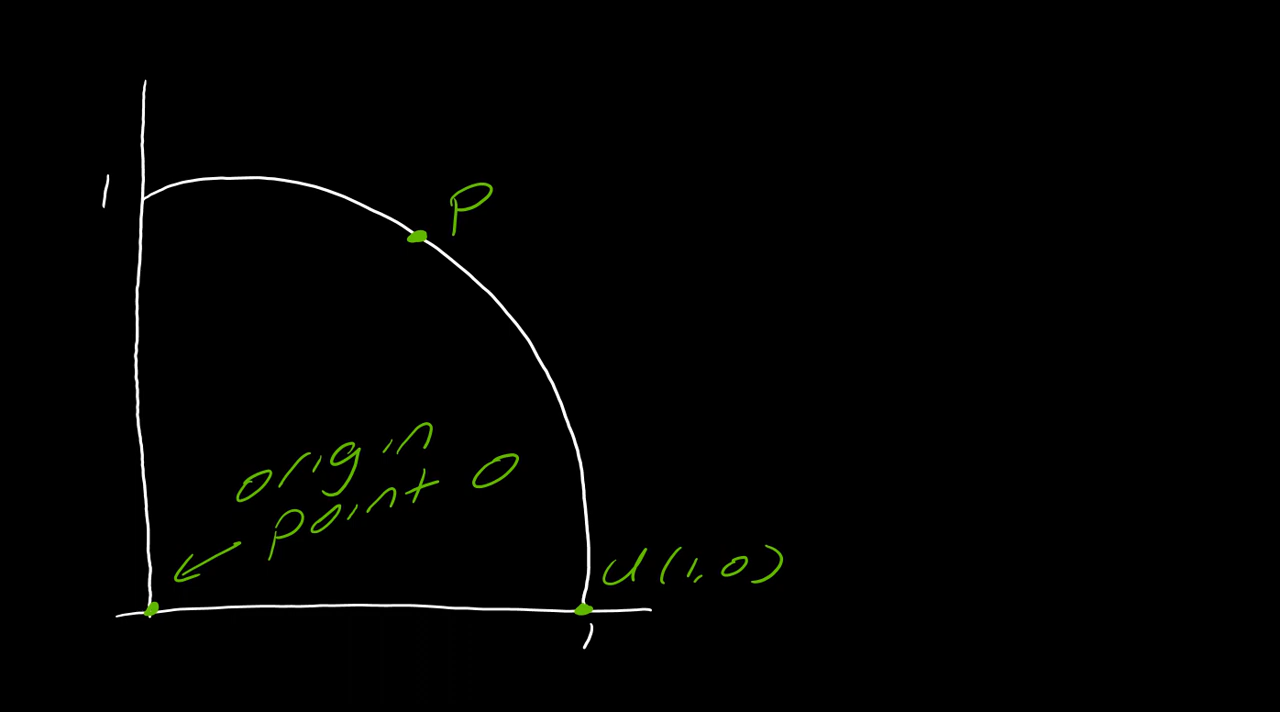 1
P
origin
point O
U(1,0)
1